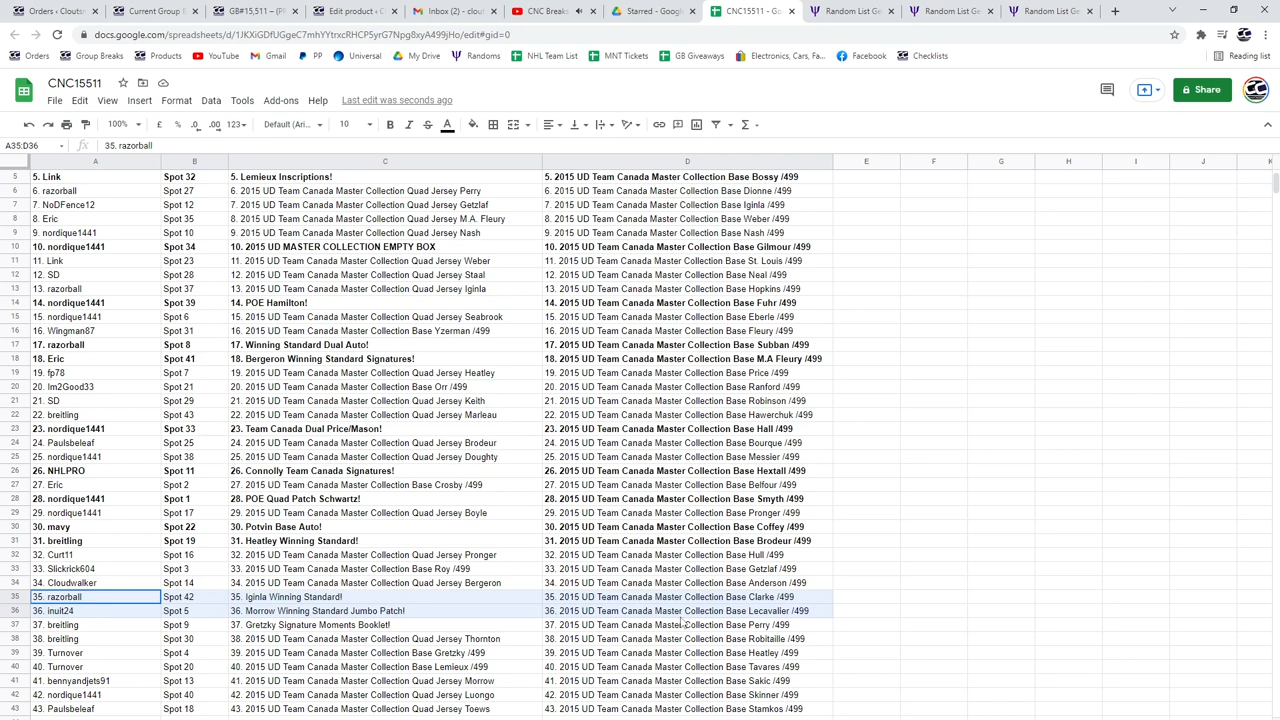 Orders ‹ Cloutsn
Current Group B
GB#15,511 – (P
Edit product ‹ C
Inbox (2) - clout
CNC Breaks
Starred - Google
CNC15511 - Go
Random List Ge
Random List Ge
Random List Ge
docs.google.com/spreadsheets/d/1JKXiGDfUGgeC7mhYYtrxcRHCP5yrG7Npg8xyA499jHo/edit#gid=0
Orders Group Breaks Products YouTube Gmail PP Universal My Drive Randoms NHL Team List MNT Tickets GB Giveaways Electronics, Cars, Fa... Facebook Checklists Reading list
CNC15511
File Edit View Insert Format Data Tools Add-ons Help Last edit was seconds ago
Share
100% £ % .0 .00 123 Default (Ari... 10 B I S A
A35:D36 fx 35. razorball
A B C D E F G H I J K
5 5. Link Spot 32 5. Lemieux Inscriptions! 5. 2015 UD Team Canada Master Collection Base Bossy /499
6 6. razorball Spot 27 6. 2015 UD Team Canada Master Collection Quad Jersey Perry 6. 2015 UD Team Canada Master Collection Base Dionne /499
7 7. NoDFence12 Spot 12 7. 2015 UD Team Canada Master Collection Quad Jersey Getzlaf 7. 2015 UD Team Canada Master Collection Base Iginla /499
8 8. Eric Spot 35 8. 2015 UD Team Canada Master Collection Quad Jersey M.A. Fleury 8. 2015 UD Team Canada Master Collection Base Weber /499
9 9. nordique1441 Spot 10 9. 2015 UD Team Canada Master Collection Quad Jersey Nash 9. 2015 UD Team Canada Master Collection Base Nash /499
10 10. nordique1441 Spot 34 10. 2015 UD MASTER COLLECTION EMPTY BOX 10. 2015 UD Team Canada Master Collection Base Gilmour /499
11 11. Link Spot 23 11. 2015 UD Team Canada Master Collection Quad Jersey Weber 11. 2015 UD Team Canada Master Collection Base St. Louis /499
12 12. SD Spot 28 12. 2015 UD Team Canada Master Collection Quad Jersey Staal 12. 2015 UD Team Canada Master Collection Base Neal /499
13 13. razorball Spot 37 13. 2015 UD Team Canada Master Collection Quad Jersey Iginla 13. 2015 UD Team Canada Master Collection Base Hopkins /499
14 14. nordique1441 Spot 39 14. POE Hamilton! 14. 2015 UD Team Canada Master Collection Base Fuhr /499
15 15. nordique1441 Spot 6 15. 2015 UD Team Canada Master Collection Quad Jersey Seabrook 15. 2015 UD Team Canada Master Collection Base Eberle /499
16 16. Wingman87 Spot 31 16. 2015 UD Team Canada Master Collection Base Yzerman /499 16. 2015 UD Team Canada Master Collection Base Fleury /499
17 17. razorball Spot 8 17. Winning Standard Dual Auto! 17. 2015 UD Team Canada Master Collection Base Subban /499
18 18. Eric Spot 41 18. Bergeron Winning Standard Signatures! 18. 2015 UD Team Canada Master Collection Base M.A Fleury /499
19 19. fp78 Spot 7 19. 2015 UD Team Canada Master Collection Quad Jersey Heatley 19. 2015 UD Team Canada Master Collection Base Price /499
20 20. Im2Good33 Spot 21 20. 2015 UD Team Canada Master Collection Base Orr /499 20. 2015 UD Team Canada Master Collection Base Ranford /499
21 21. SD Spot 29 21. 2015 UD Team Canada Master Collection Quad Jersey Keith 21. 2015 UD Team Canada Master Collection Base Robinson /499
22 22. breitling Spot 43 22. 2015 UD Team Canada Master Collection Quad Jersey Marleau 22. 2015 UD Team Canada Master Collection Base Hawerchuk /499
23 23. nordique1441 Spot 33 23. Team Canada Dual Price/Mason! 23. 2015 UD Team Canada Master Collection Base Hall /499
24 24. Paulsbeleaf Spot 25 24. 2015 UD Team Canada Master Collection Quad Jersey Brodeur 24. 2015 UD Team Canada Master Collection Base Bourque /499
25 25. nordique1441 Spot 38 25. 2015 UD Team Canada Master Collection Quad Jersey Doughty 25. 2015 UD Team Canada Master Collection Base Messier /499
26 26. NHLPRO Spot 11 26. Connolly Team Canada Signatures! 26. 2015 UD Team Canada Master Collection Base Hextall /499
27 27. Eric Spot 2 27. 2015 UD Team Canada Master Collection Base Crosby /499 27. 2015 UD Team Canada Master Collection Base Belfour /499
28 28. nordique1441 Spot 1 28. POE Quad Patch Schwartz! 28. 2015 UD Team Canada Master Collection Base Smyth /499
29 29. nordique1441 Spot 17 29. 2015 UD Team Canada Master Collection Quad Jersey Boyle 29. 2015 UD Team Canada Master Collection Base Pronger /499
30 30. mavy Spot 22 30. Potvin Base Auto! 30. 2015 UD Team Canada Master Collection Base Coffey /499
31 31. breitling Spot 19 31. Heatley Winning Standard! 31. 2015 UD Team Canada Master Collection Base Brodeur /499
32 32. Curt11 Spot 16 32. 2015 UD Team Canada Master Collection Quad Jersey Pronger 32. 2015 UD Team Canada Master Collection Base Hull /499
33 33. Slickrick604 Spot 3 33. 2015 UD Team Canada Master Collection Base Roy /499 33. 2015 UD Team Canada Master Collection Base Getzlaf /499
34 34. Cloudwalker Spot 14 34. 2015 UD Team Canada Master Collection Quad Jersey Bergeron 34. 2015 UD Team Canada Master Collection Base Anderson /499
35 35. razorball Spot 42 35. Iginla Winning Standard! 35. 2015 UD Team Canada Master Collection Base Clarke /499
36 36. inuit24 Spot 5 36. Morrow Winning Standard Jumbo Patch! 36. 2015 UD Team Canada Master Collection Base Lecavalier /499
37 37. breitling Spot 9 37. Gretzky Signature Moments Booklet! 37. 2015 UD Team Canada Master Collection Base Perry /499
38 38. breitling Spot 30 38. 2015 UD Team Canada Master Collection Quad Jersey Thornton 38. 2015 UD Team Canada Master Collection Base Robitaille /499
39 39. Turnover Spot 4 39. 2015 UD Team Canada Master Collection Base Gretzky /499 39. 2015 UD Team Canada Master Collection Base Heatley /499
40 40. Turnover Spot 20 40. 2015 UD Team Canada Master Collection Base Lemieux /499 40. 2015 UD Team Canada Master Collection Base Tavares /499
41 41. bennyandjets91 Spot 13 41. 2015 UD Team Canada Master Collection Quad Jersey Morrow 41. 2015 UD Team Canada Master Collection Base Sakic /499
42 42. nordique1441 Spot 40 42. 2015 UD Team Canada Master Collection Quad Jersey Luongo 42. 2015 UD Team Canada Master Collection Base Skinner /499
43 43. Paulsbeleaf Spot 18 43. 2015 UD Team Canada Master Collection Quad Jersey Toews 43. 2015 UD Team Canada Master Collection Base Stamkos /499